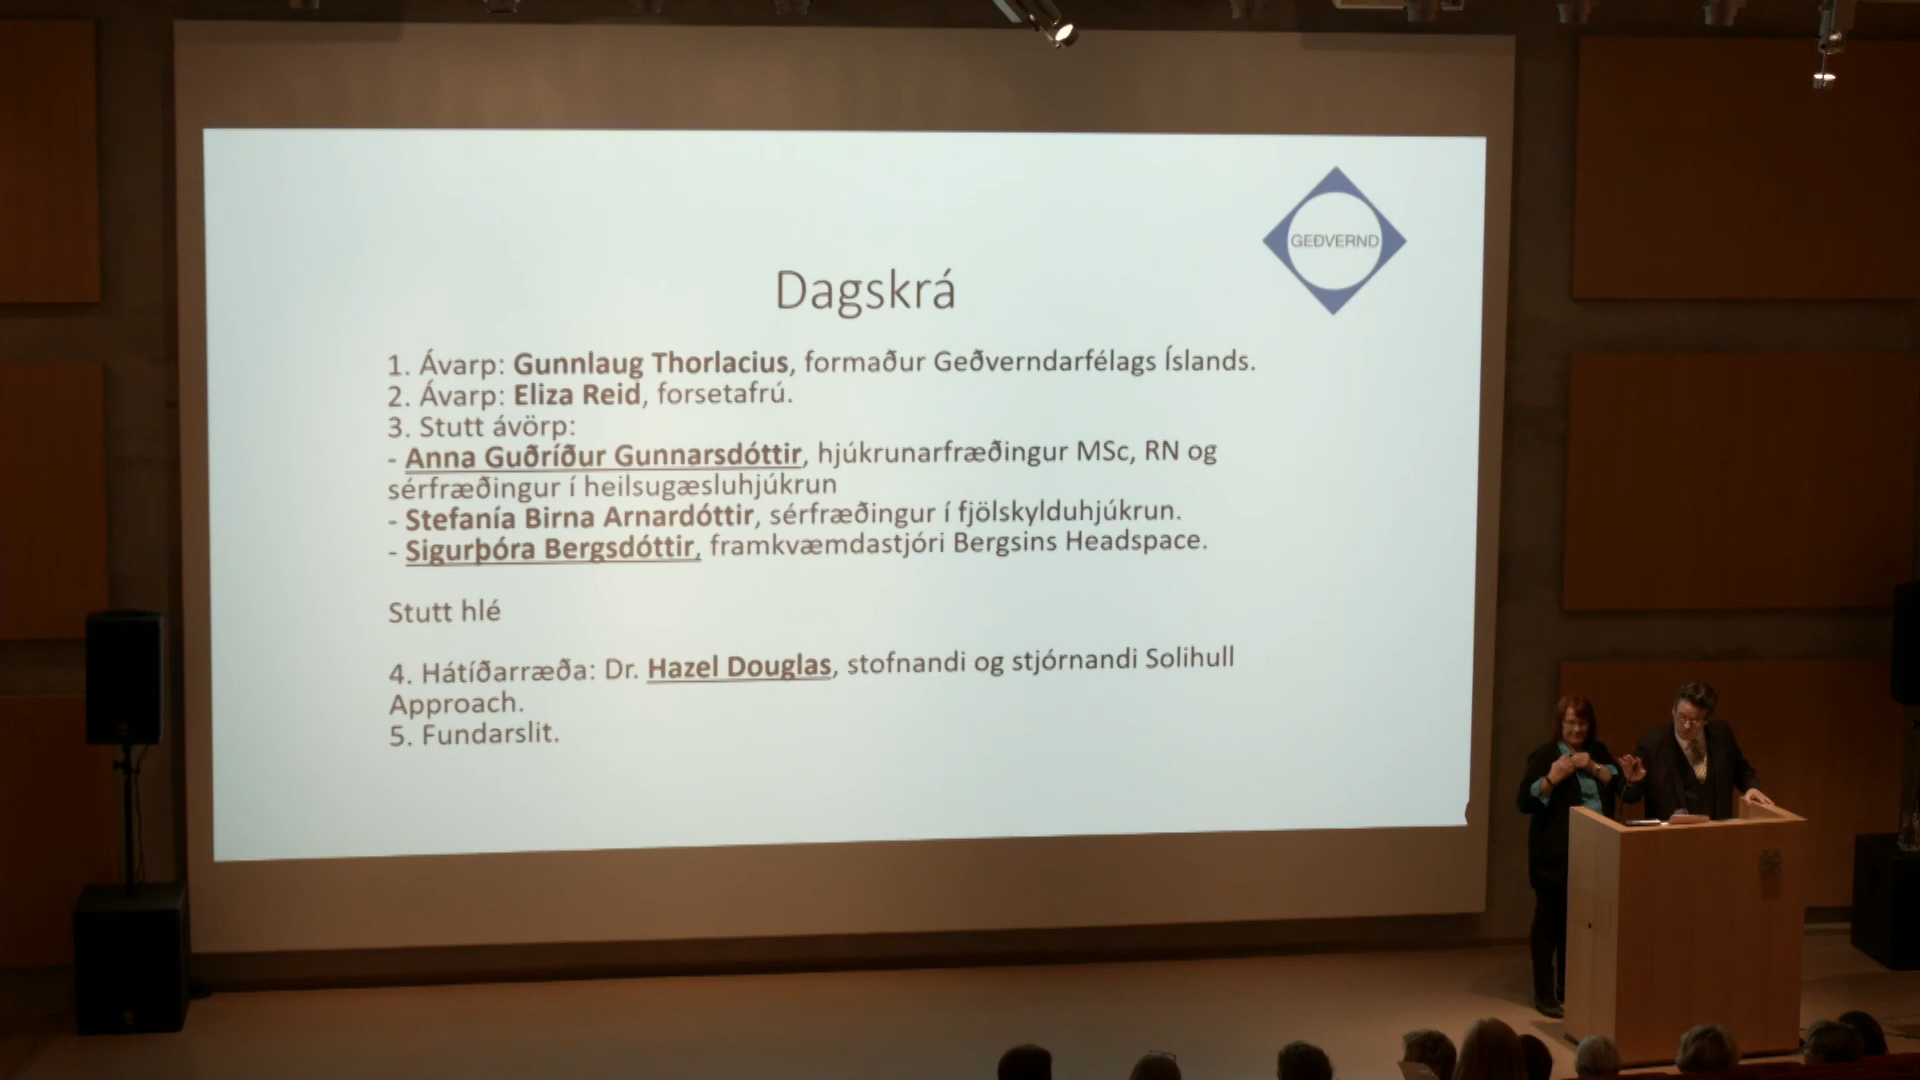 GEÐVERND
Dagskrá
1. Ávarp: Gunnlaug Thorlacius, formaður Geðverndarfélags Íslands.
2. Ávarp: Eliza Reid, forsetafrú.
3. Stutt ávörp:
- Anna Guðríður Gunnarsdóttir, hjúkrunarfræðingur MSc, RN og
sérfræðingur í heilsugæsluhjúkrun
- Stefanía Birna Arnardóttir, sérfræðingur í fjölskylduhjúkrun.
- Sigurþóra Bergsdóttir, framkvæmdastjóri Bergsins Headspace.
Stutt hlé
4. Hátíðarræða: Dr. Hazel Douglas, stofnandi og stjórnandi Solihull
Approach.
5. Fundarslit.